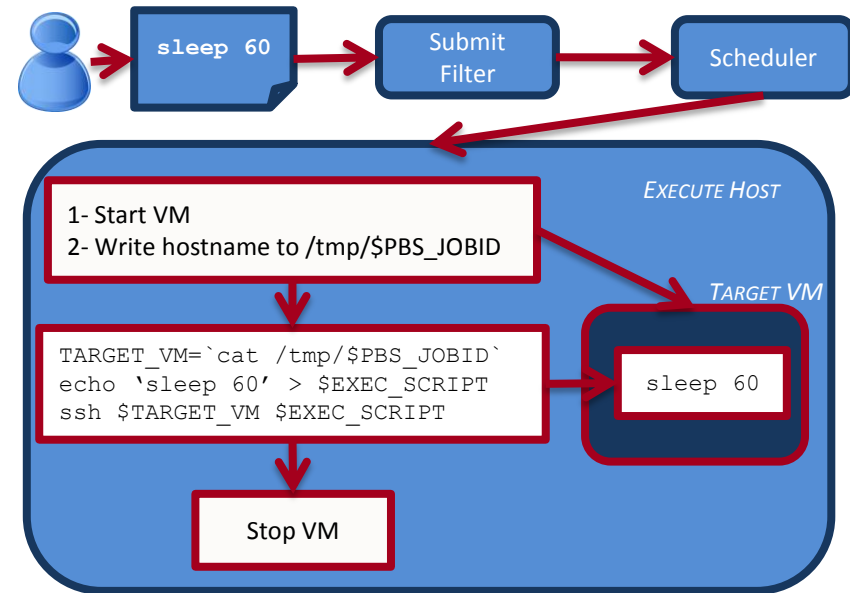 sleep 60
Submit
Filter
Scheduler
EXECUTE HOST
1- Start VM
2- Write hostname to /tmp/$PBS_JOBID
TARGET VM
TARGET_VM=`cat /tmp/$PBS_JOBID`
echo ‘sleep 60’ > $EXEC_SCRIPT
ssh $TARGET_VM $EXEC_SCRIPT
sleep 60
Stop VM